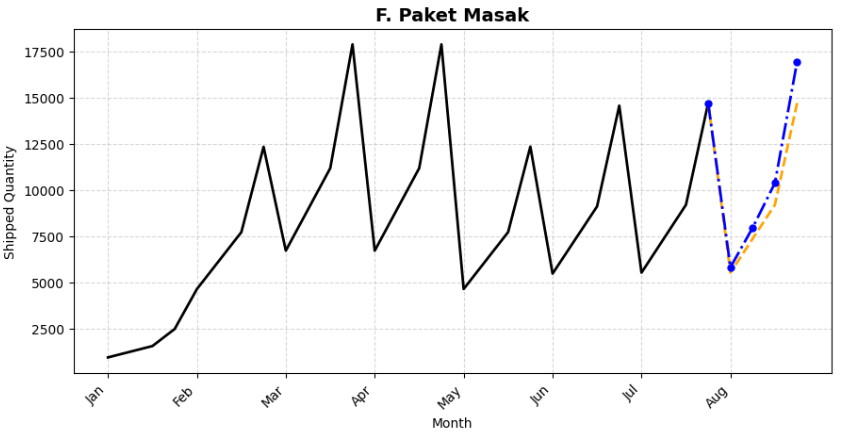 F. Paket Masak
17500
15000
12500
10000
7500
5000
2500
Shipped Quantity
Jan
Feb
Mar
Apr
May
Jun
Jul
Aug
Month